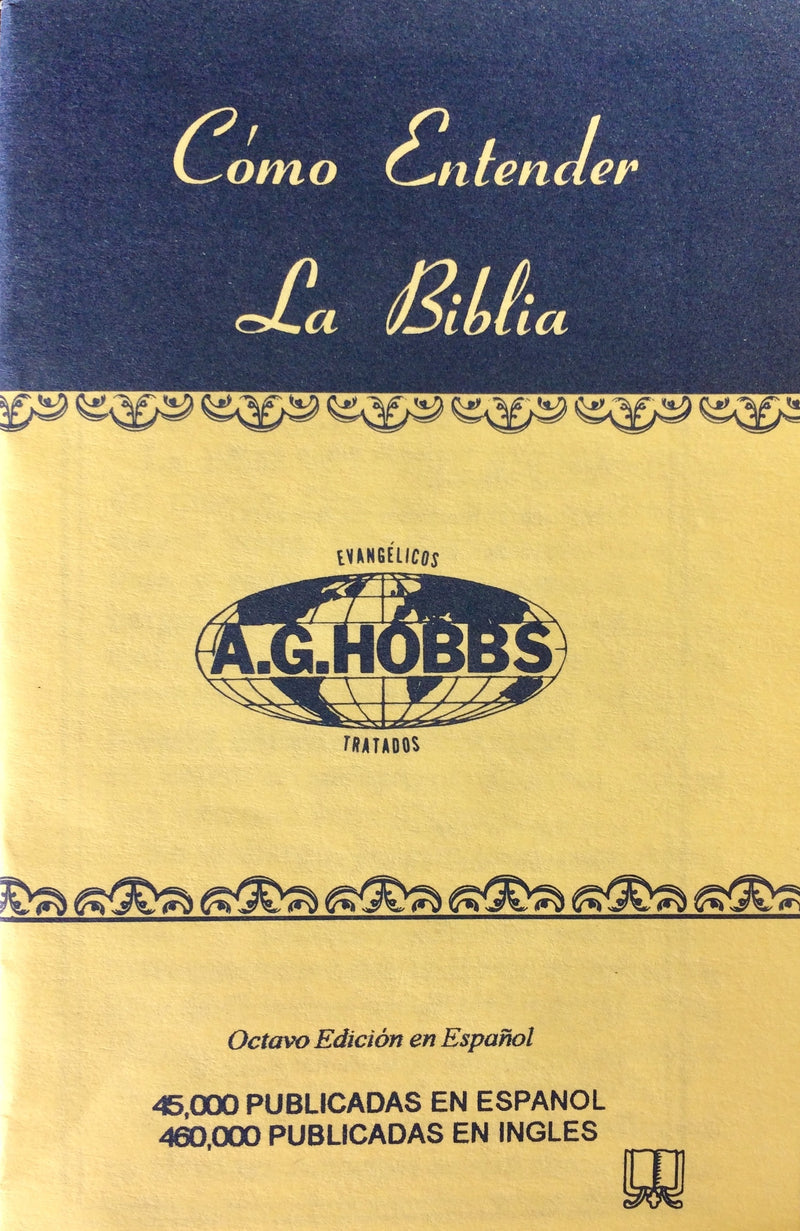 Cómo Entender
La Biblia
EVANGÉLICOS
A.G.HOBBS
TRATADOS
Octavo Edición en Español
45,000 PUBLICADAS EN ESPANOL
460,000 PUBLICADAS EN INGLES